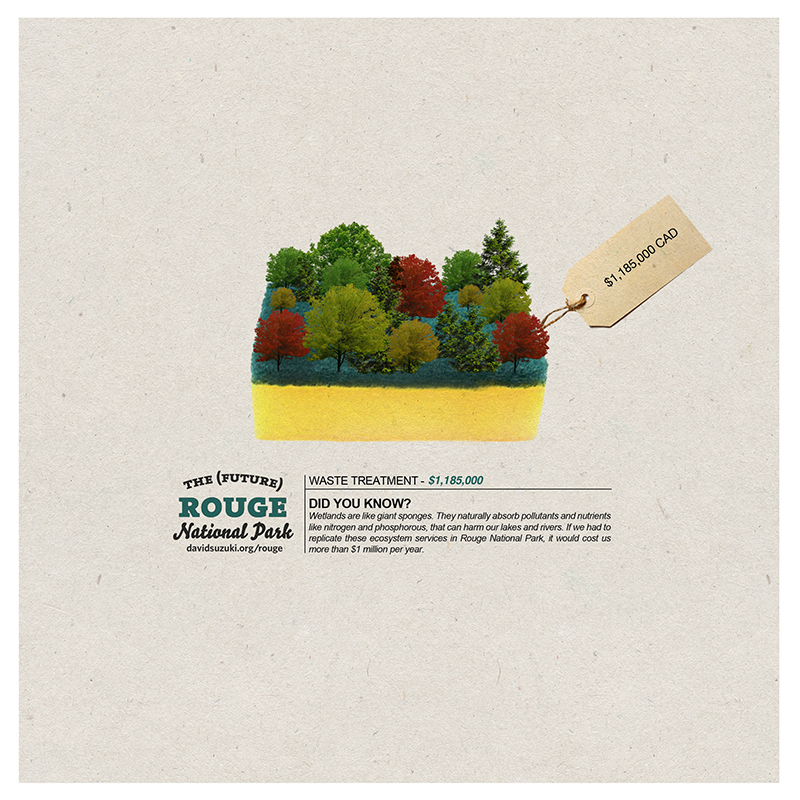 $1,185,000 CAD
THE (FUTURE)
ROUGE
National Park
davidsuzuki.org/rouge
WASTE TREATMENT - $1,185,000
DID YOU KNOW?
Wetlands are like giant sponges. They naturally absorb pollutants and nutrients
like nitrogen and phosphorous, that can harm our lakes and rivers. If we had to
replicate these ecosystem services in Rouge National Park, it would cost us
more than $1 million per year.